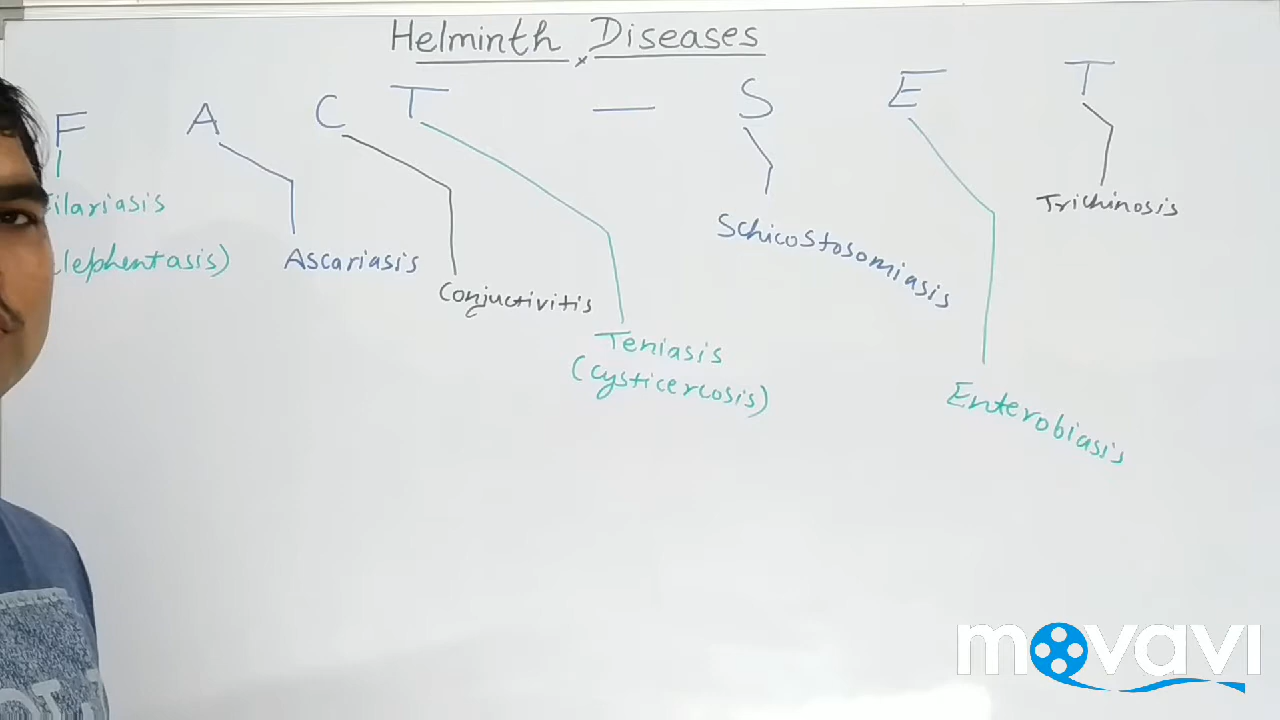 Helminth Diseases
F A C T — S E T
ilariasis
lephentasis)
Ascariasis
Conjuctivitis
Teniasis
(cysticercosis)
Schicostosomiasis
Enterobiasis
Trichinosis
movavi